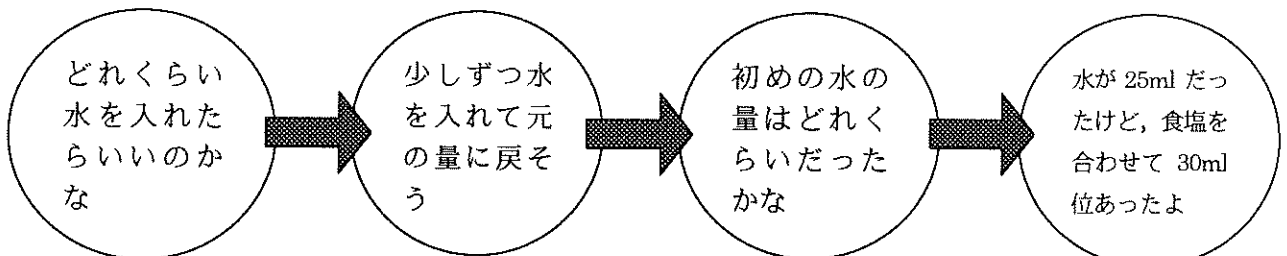 どれくらい
水を入れた
らいいのか
な
少しずつ水
を入れて元
の量に戻そ
う
初めの水の
量はどれく
らいだった
かな
水が 25ml だっ
たけど，食塩を
合わせて 30ml
位あったよ